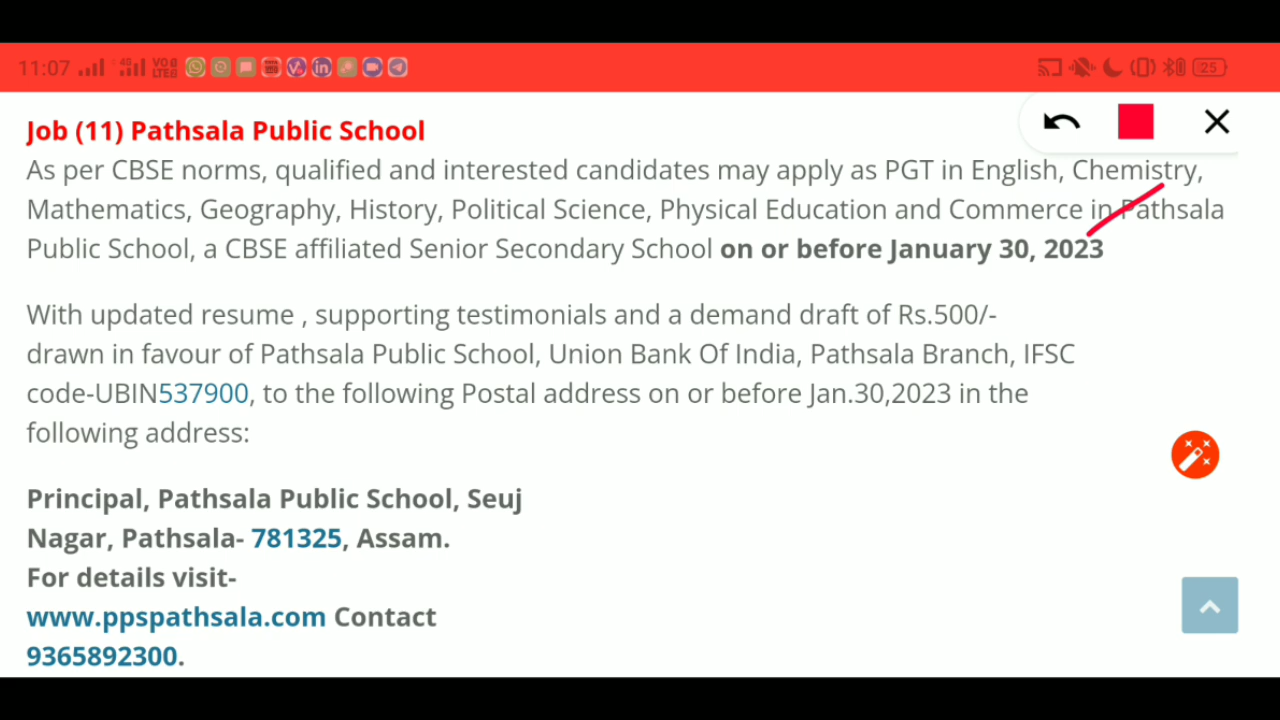 11:07
4G
VOB
LTE
25
Job (11) Pathsala Public School
As per CBSE norms, qualified and interested candidates may apply as PGT in English, Chemistry,
Mathematics, Geography, History, Political Science, Physical Education and Commerce in Pathsala
Public School, a CBSE affiliated Senior Secondary School on or before January 30, 2023
With updated resume , supporting testimonials and a demand draft of Rs.500/-
drawn in favour of Pathsala Public School, Union Bank Of India, Pathsala Branch, IFSC
code-UBIN537900, to the following Postal address on or before Jan.30,2023 in the
following address:
Principal, Pathsala Public School, Seuj
Nagar, Pathsala- 781325, Assam.
For details visit-
www.ppspathsala.com Contact
9365892300.